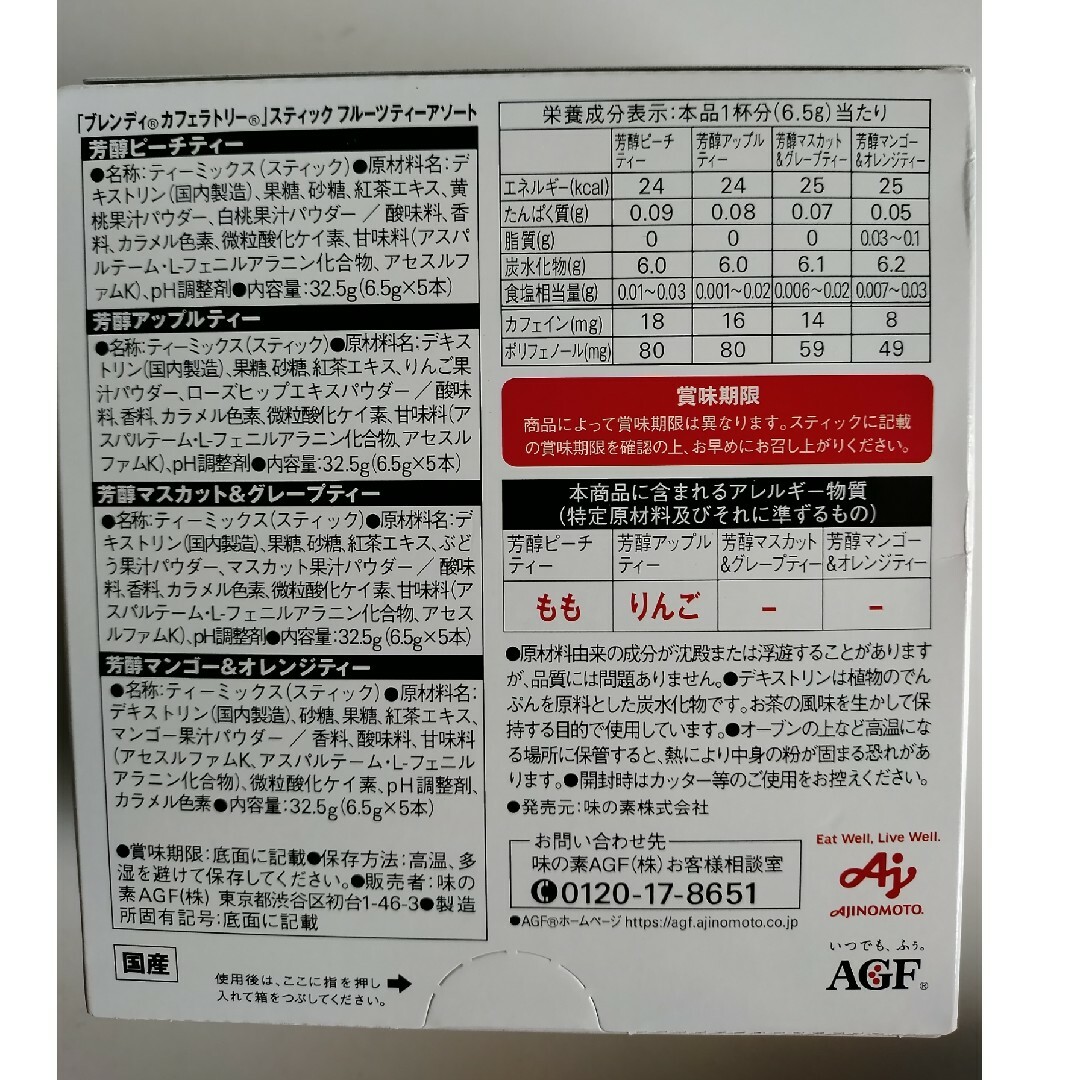 「ブレンディ® カフェラトリー®」スティック フルーツティーアソート
芳醇ピーチティー
●名称:ティーミックス(スティック)●原材料名:デ
キストリン(国内製造)、果糖、砂糖、紅茶エキス、黄
桃果汁パウダー、白桃果汁パウダー ／ 酸味料、香
料、カラメル色素、微粒酸化ケイ素、甘味料(アスパ
ルテーム・L-フェニルアラニン化合物、アセスルフ
ァムK)、pH調整剤●内容量:32.5g(6.5g×5本)
芳醇アップルティー
●名称:ティーミックス(スティック)●原材料名:デキス
トリン(国内製造)、果糖、砂糖、紅茶エキス、りんご果
汁パウダー、ローズヒップエキスパウダー ／ 酸味
料、香料、カラメル色素、微粒酸化ケイ素、甘味料(ア
スパルテーム・L-フェニルアラニン化合物、アセスル
ファムK)、pH調整剤●内容量:32.5g(6.5g×5本)
芳醇マスカット&グレープティー
●名称:ティーミックス(スティック)●原材料名:デ
キストリン(国内製造)、果糖、砂糖、紅茶エキス、ぶど
う果汁パウダー、マスカット果汁パウダー ／ 酸味
料、香料、カラメル色素、微粒酸化ケイ素、甘味料(ア
スパルテーム・L-フェニルアラニン化合物、アセス
ルファムK)、pH調整剤●内容量:32.5g(6.5g×5本)
芳醇マンゴー&オレンジティー
●名称:ティーミックス(スティック)●原材料名:
デキストリン(国内製造)、砂糖、果糖、紅茶エキス、
マンゴー果汁パウダー ／ 香料、酸味料、甘味料
(アセスルファムK、アスパルテーム・L-フェニル
アラニン化合物)、微粒酸化ケイ素、pH調整剤、
カラメル色素●内容量:32.5g(6.5g×5本)
●賞味期限:底面に記載●保存方法:高温、多
湿を避けて保存してください。●販売者:味の
素AGF(株) 東京都渋谷区初台1-46-3●製造
所固有記号:底面に記載
国産
使用後は、ここに指を押し
入れて箱をつぶしてください。
栄養成分表示:本品1杯分(6.5g)当たり
芳醇ピーチティー 芳醇アップルティー 芳醇マスカット&グレープティー 芳醇マンゴー&オレンジティー
エネルギー(kcal) 24 24 25 25
たんぱく質(g) 0.09 0.08 0.07 0.05
脂質(g) 0 0 0 0.03~0.1
炭水化物(g) 6.0 6.0 6.1 6.2
食塩相当量(g) 0.01~0.03 0.001~0.02 0.006~0.02 0.007~0.03
カフェイン(mg) 18 16 14 8
ポリフェノール(mg) 80 80 59 49
賞味期限
商品によって賞味期限は異なります。スティックに記載
の賞味期限を確認の上、お早めにお召し上がりください。
本商品に含まれるアレルギー物質
(特定原材料及びそれに準ずるもの)
芳醇ピーチティー 芳醇アップルティー 芳醇マスカット&グレープティー 芳醇マンゴー&オレンジティー
もも りんご － －
●原材料由来の成分が沈殿または浮遊することがあります
が、品質には問題ありません。●デキストリンは植物のでん
ぷんを原料とした炭水化物です。お茶の風味を生かして保
持する目的で使用しています。●オーブンの上など高温にな
る場所に保管すると、熱により中身の粉が固まる恐れがあ
ります。●開封時はカッター等のご使用をお控えください。
●発売元:味の素株式会社
お問い合わせ先
味の素AGF(株)お客様相談室
0120-17-8651
●AGF®ホームページ https://agf.ajinomoto.co.jp
Eat Well, Live Well.
Aj
AJINOMOTO.
いつでも、ふぅ。
AGF®